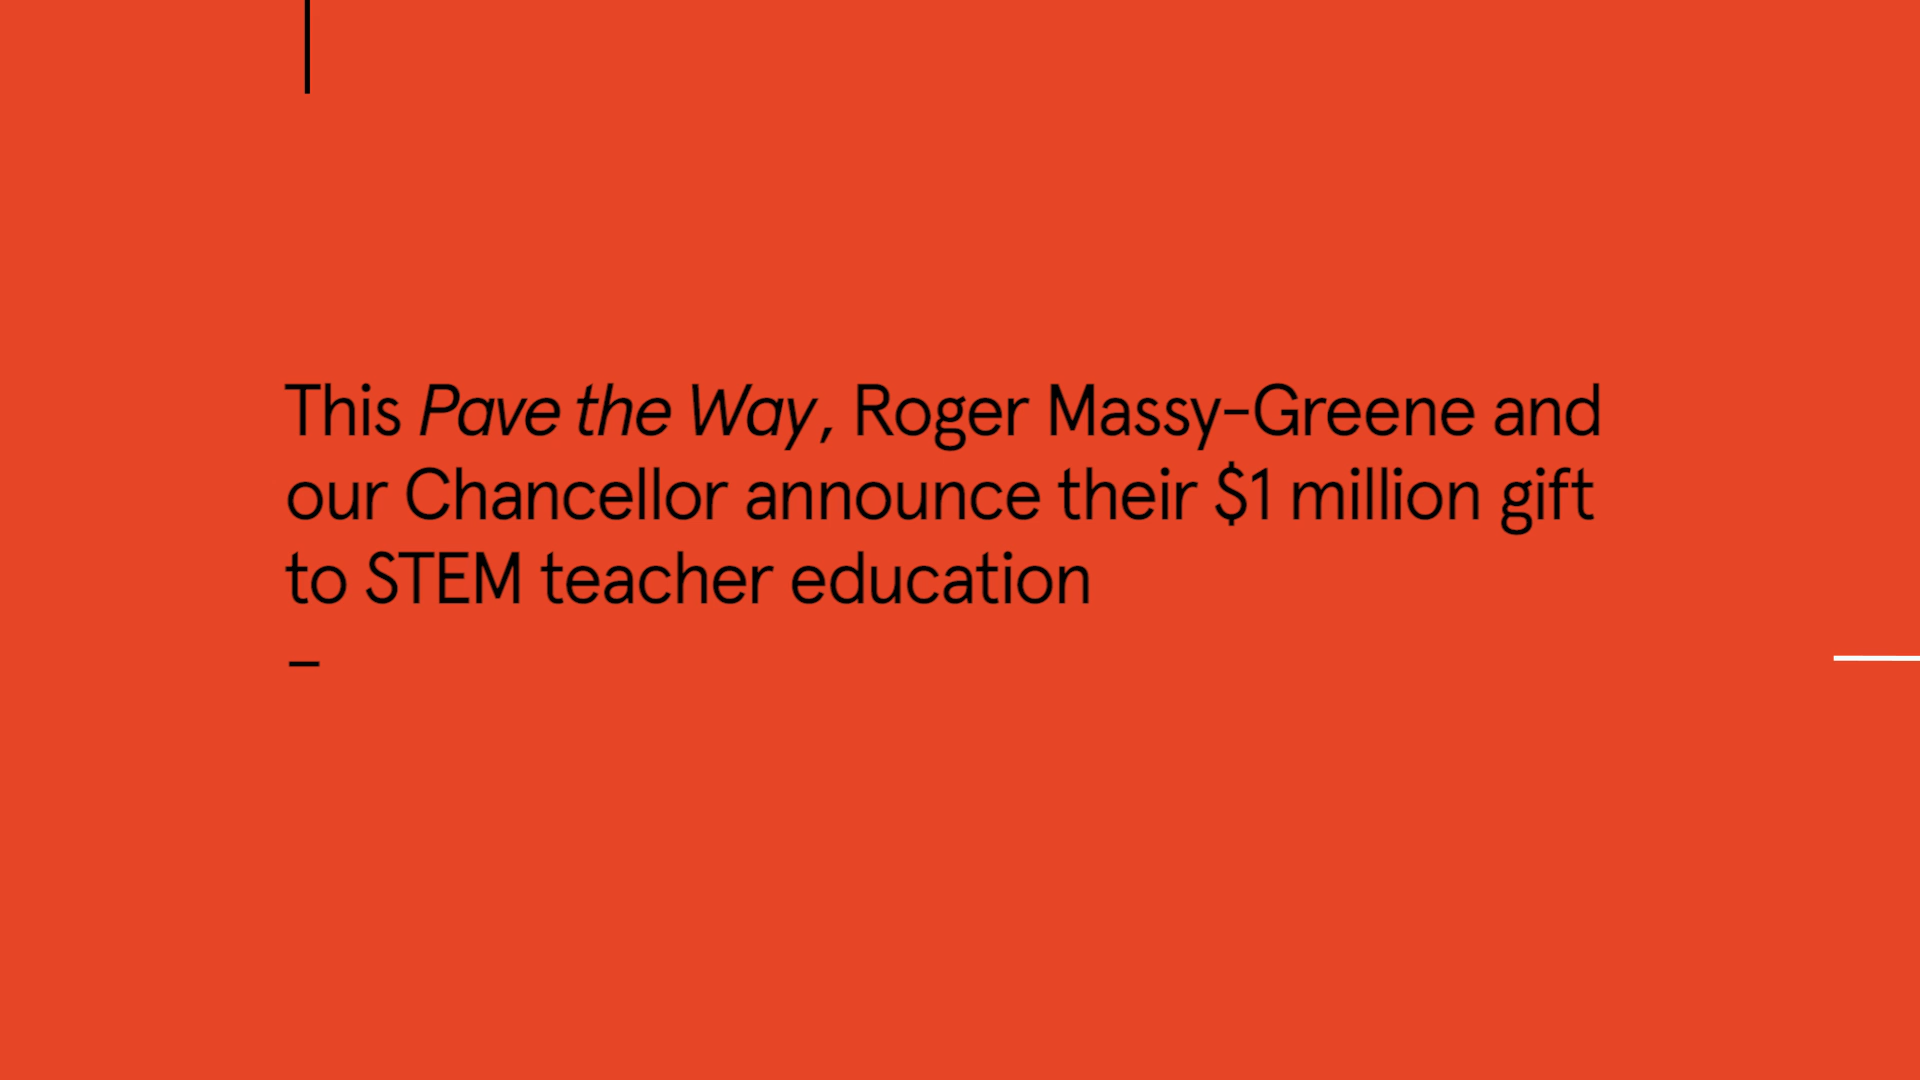 This Pave the Way, Roger Massy-Greene and
our Chancellor announce their $1 million gift
to STEM teacher education
–